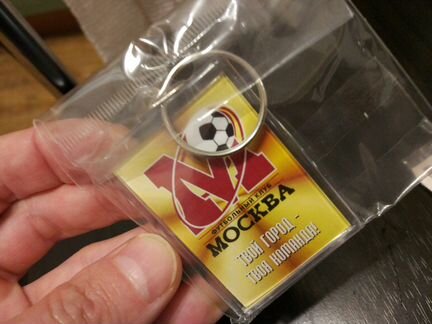 М
ФУТБОЛЬНЫЙ КЛУБ
МОСКВА
ТВОЙ ГОРОД -
ТВОЯ КОМАНДА!